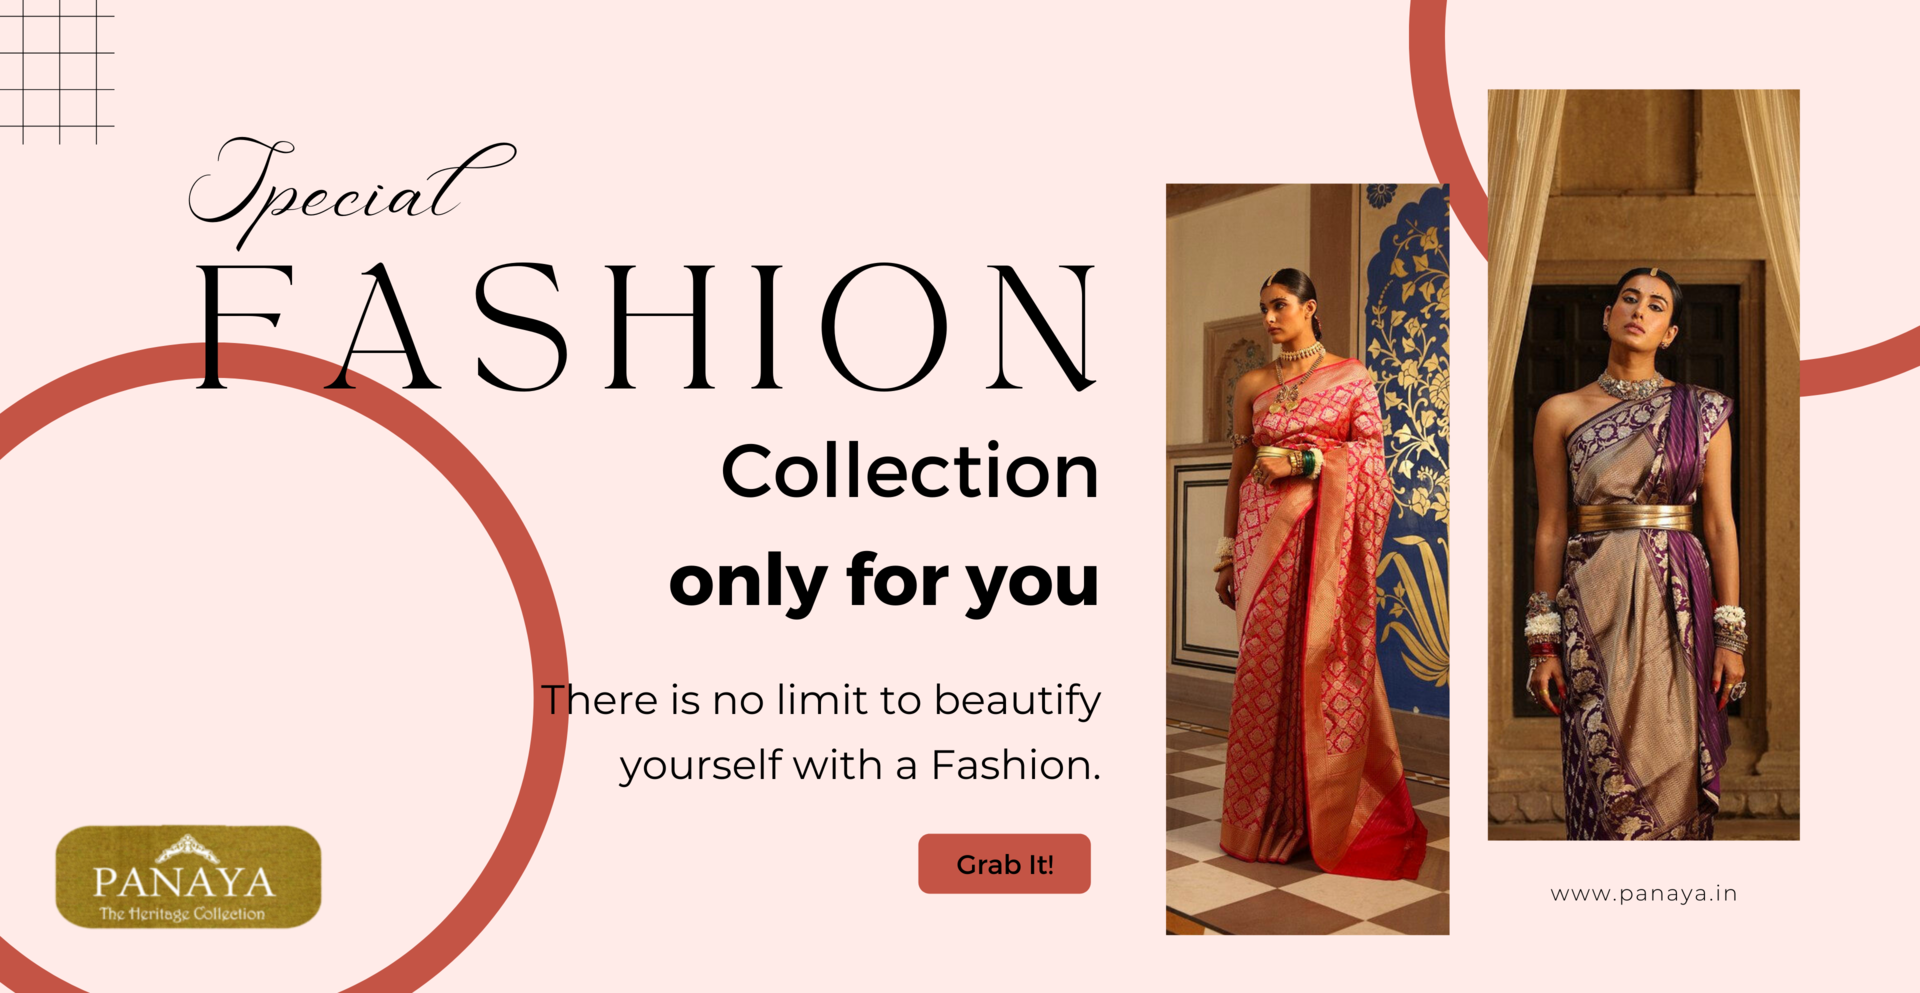 Special
FASHION
Collection
only for you
There is no limit to beautify
yourself with a Fashion.
Grab It!
PANAYA
The Heritage Collection
www.panaya.in